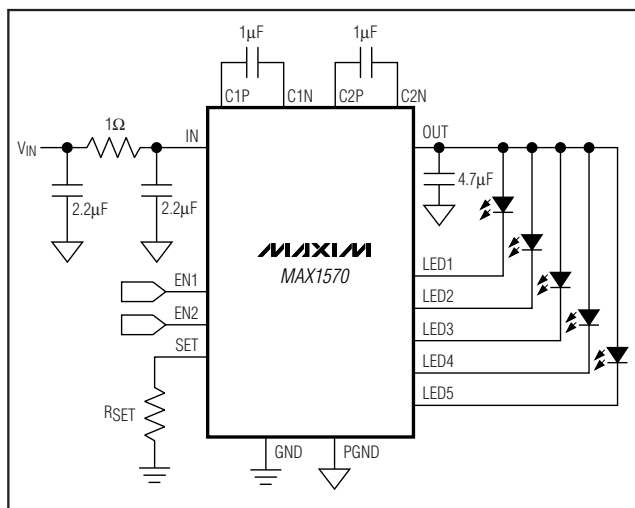 1μF
1μF
C1P
C1N
C2P
C2N
1Ω
VIN
IN
OUT
2.2μF
2.2μF
4.7μF
MAXIM
MAX1570
LED1
EN1
LED2
EN2
LED3
SET
LED4
RSET
LED5
GND
PGND